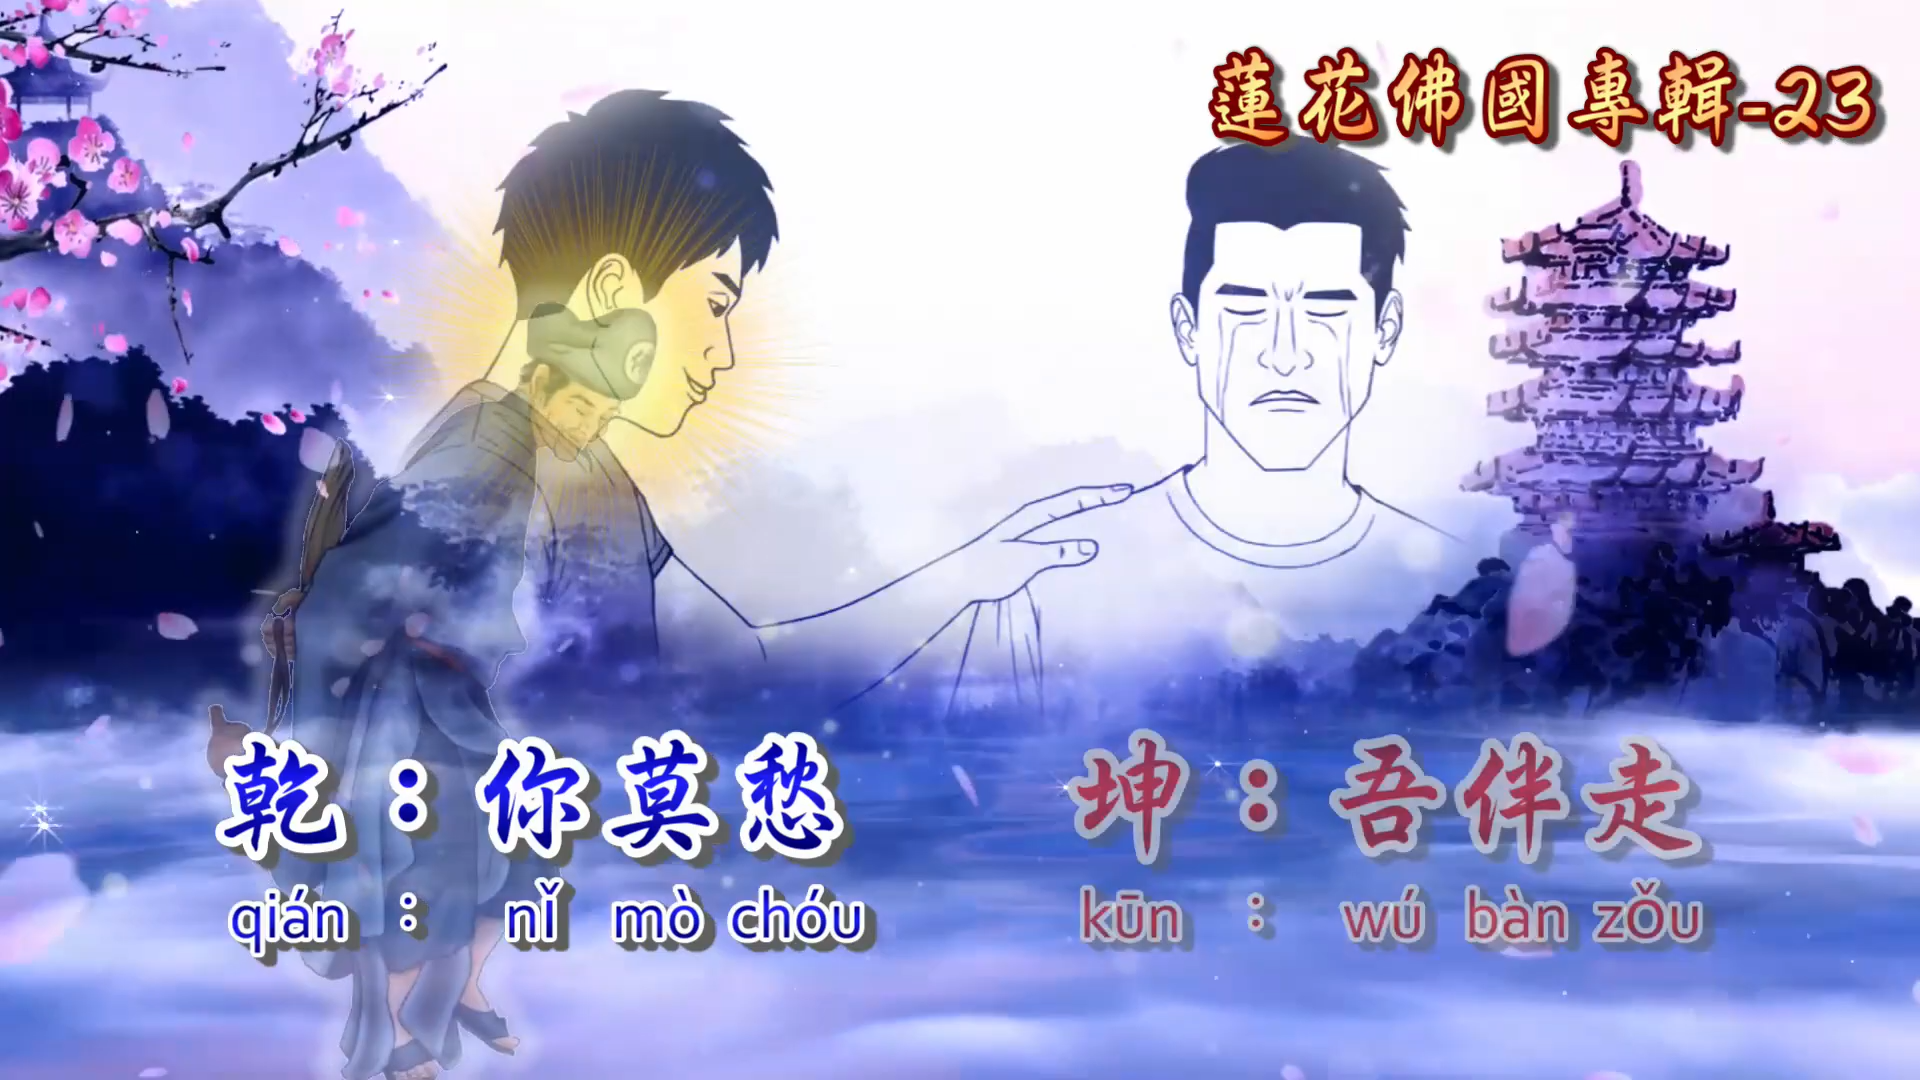 蓮花佛國專輯-23
乾：你莫愁 坤：吾伴走
qián : nǐ mò chóu kūn : wú bàn zǒu